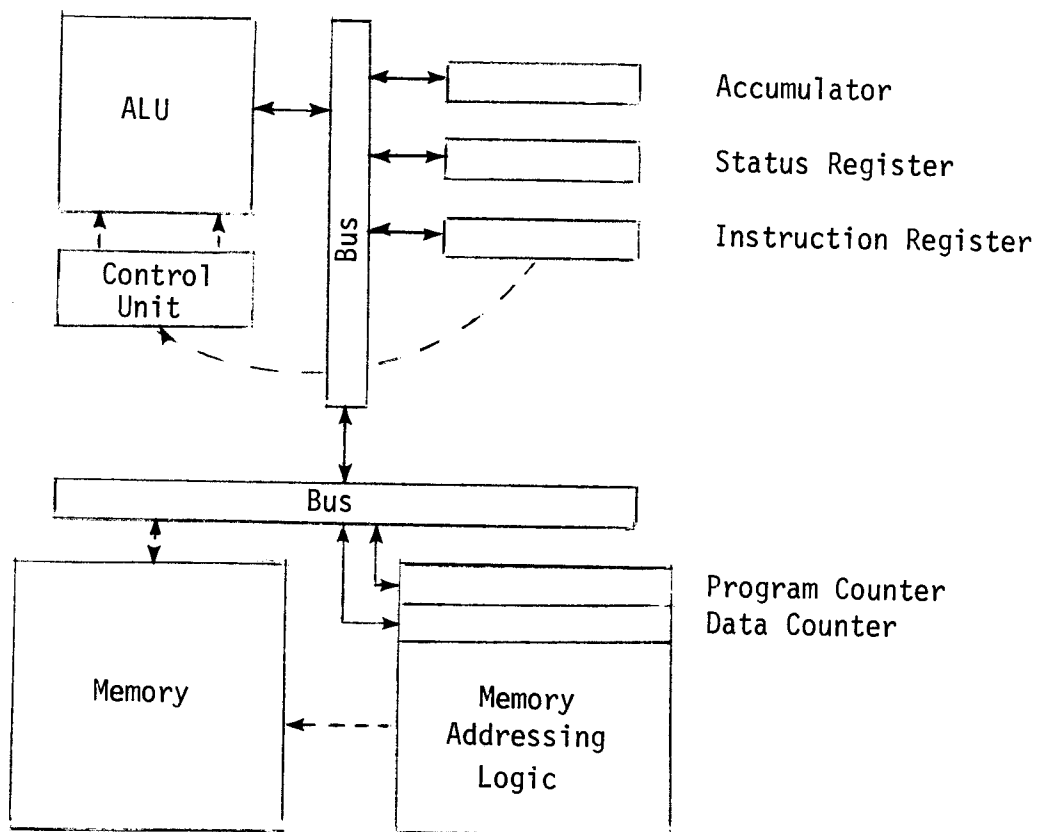 ALU
Control
Unit
Bus
Accumulator
Status Register
Instruction Register
Bus
Memory
Program Counter
Data Counter
Memory
Addressing
Logic